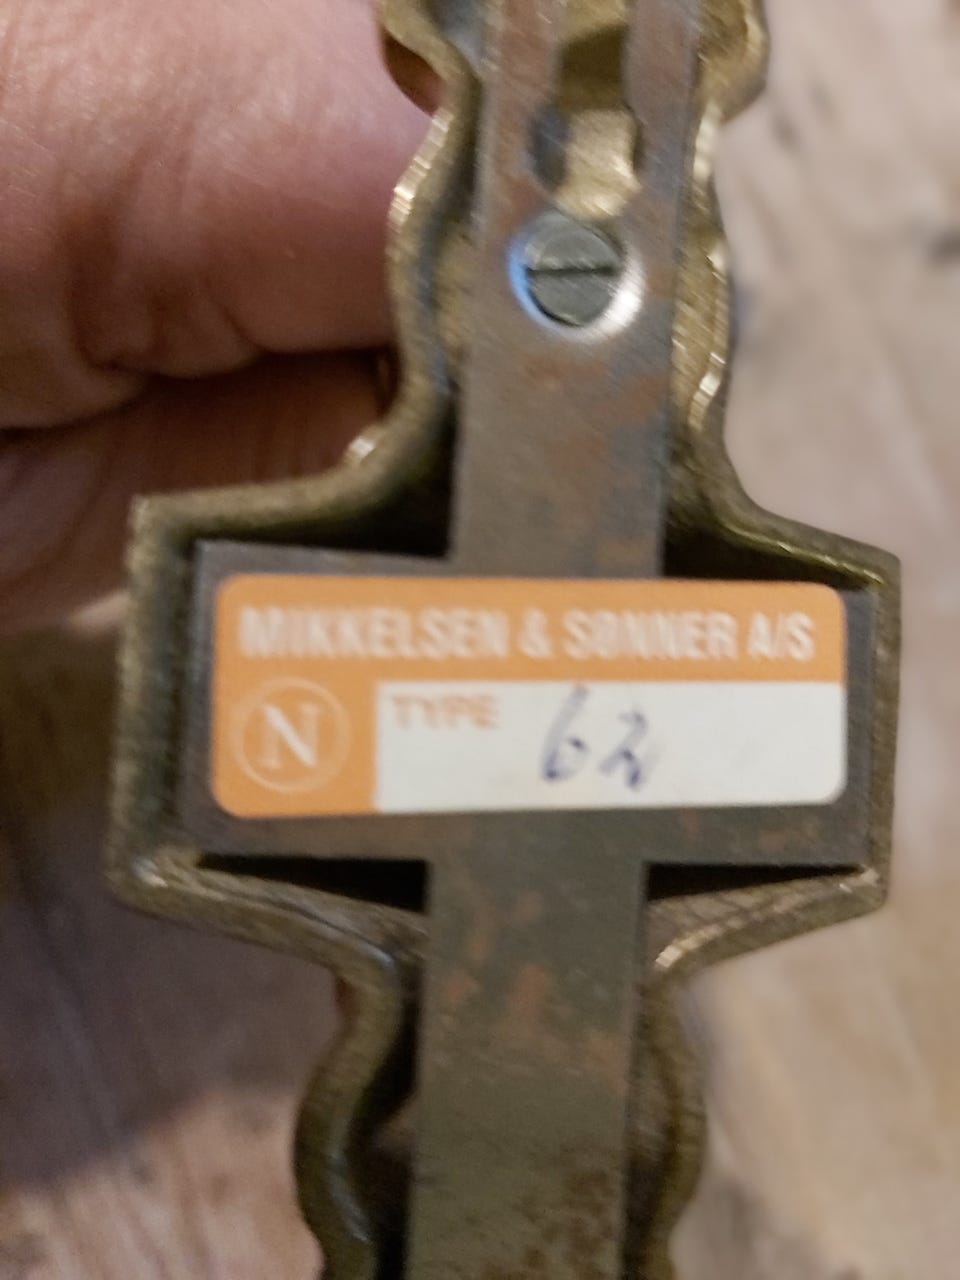 MIKKELSEN & SØNNER A/S
N
TYPE 62